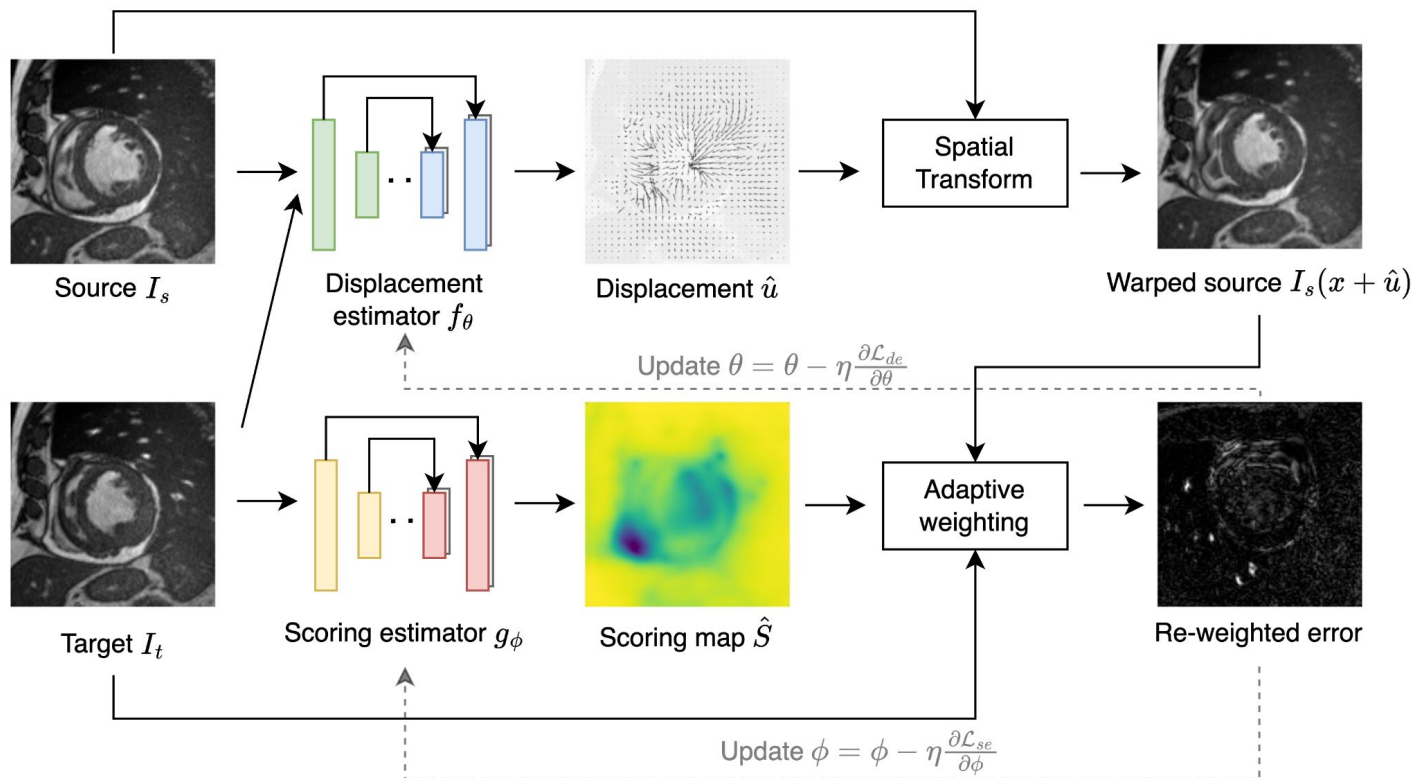 Spatial
Transform
Source $I_s$
Displacement
estimator $f_\theta$
Displacement $\hat{u}$
Warped source $I_s(x + \hat{u})$
Update $\theta = \theta - \eta \frac{\partial \mathcal{L}_{de}}{\partial \theta}$
Adaptive
weighting
Target $I_t$
Scoring estimator $g_\phi$
Scoring map $\hat{S}$
Re-weighted error
Update $\phi = \phi - \eta \frac{\partial \mathcal{L}_{se}}{\partial \phi}$